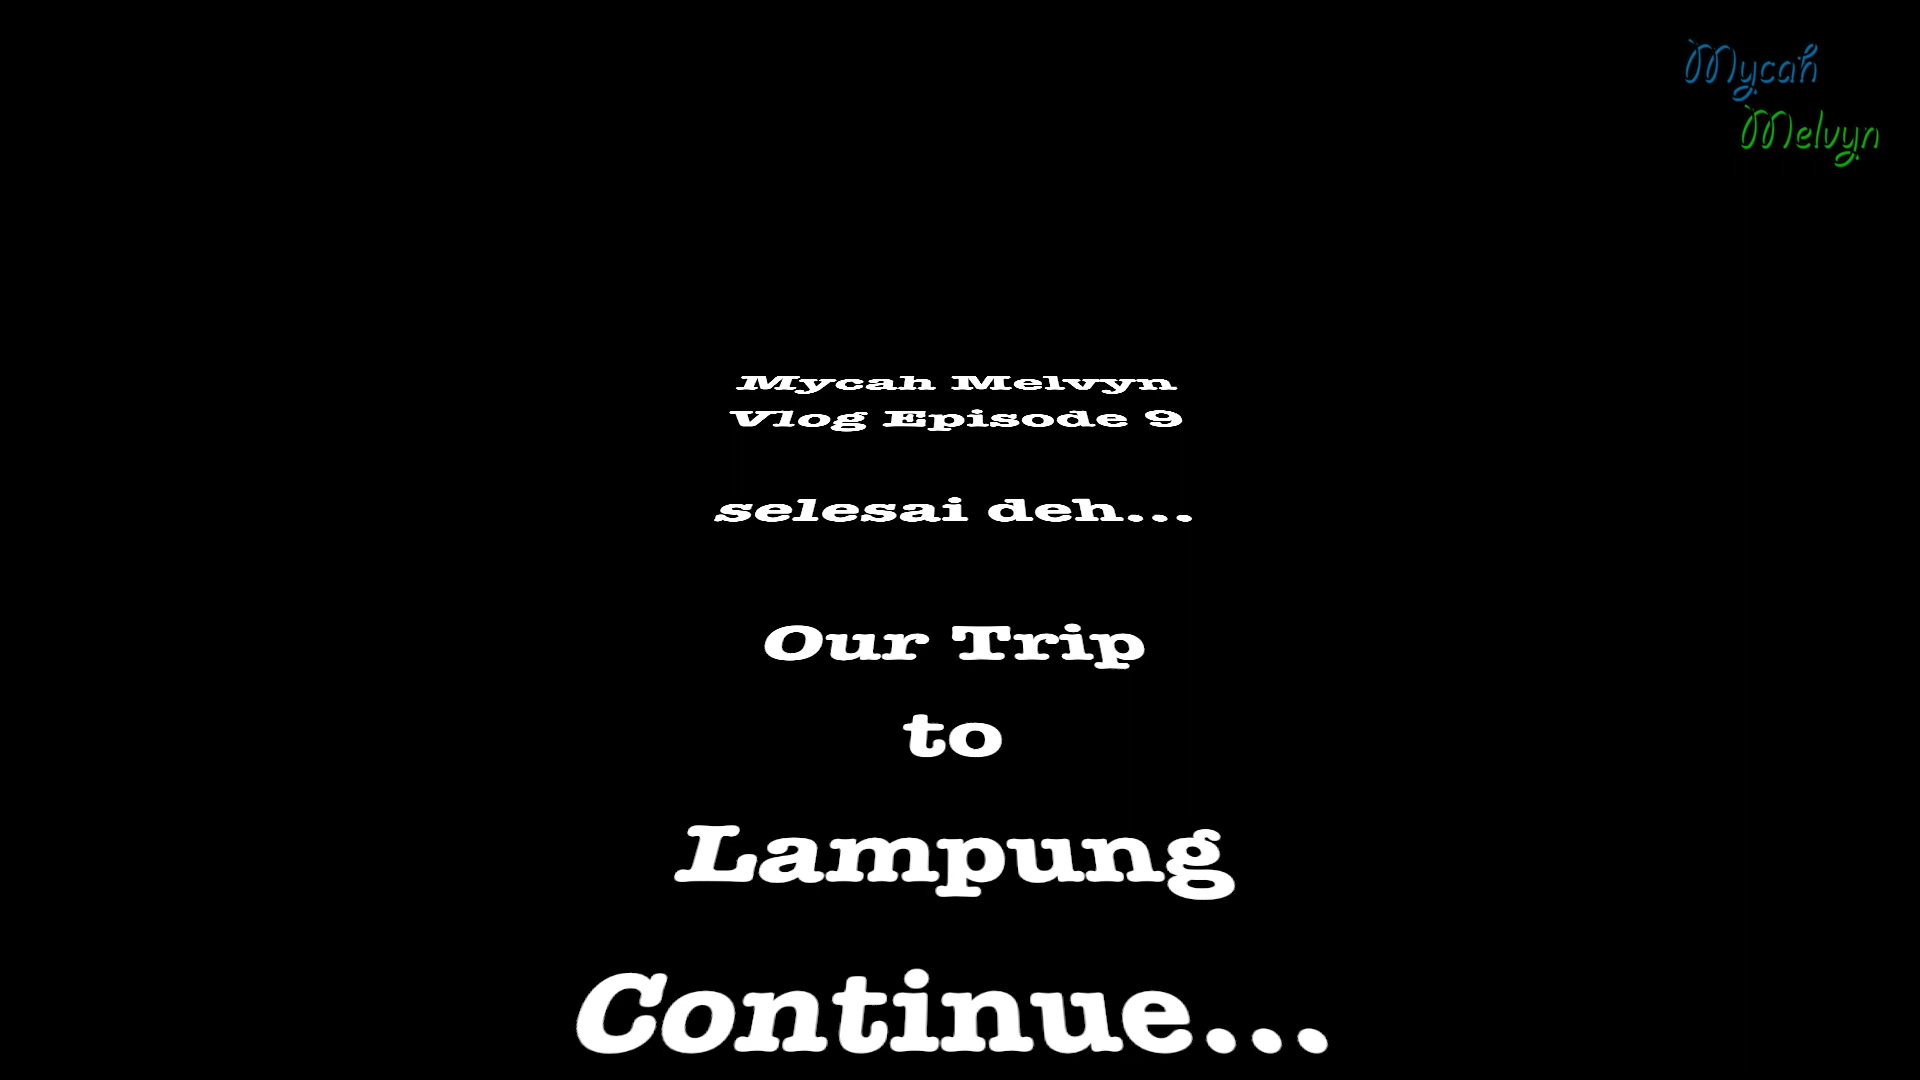 Mycah
Melvyn
Mycah Melvyn
Vlog Episode 9
selesai deh...
Our Trip
to
Lampung
Continue...